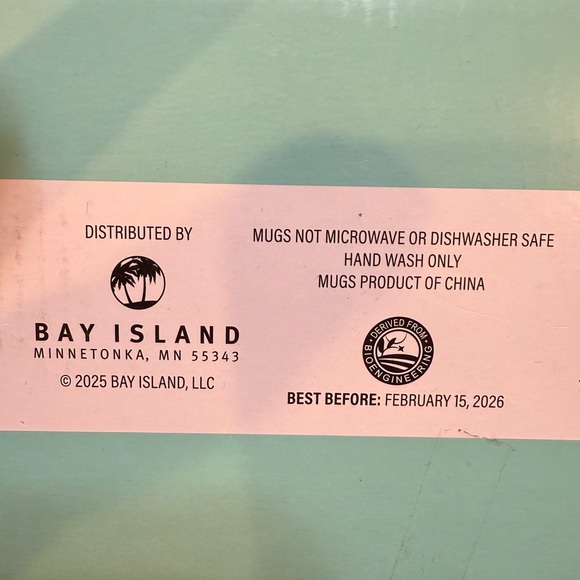 DISTRIBUTED BY
BAY ISLAND
MINNETONKA, MN 55343
© 2025 BAY ISLAND, LLC
MUGS NOT MICROWAVE OR DISHWASHER SAFE
HAND WASH ONLY
MUGS PRODUCT OF CHINA
DERIVED FROM
BIOENGINEERING
BEST BEFORE: FEBRUARY 15, 2026